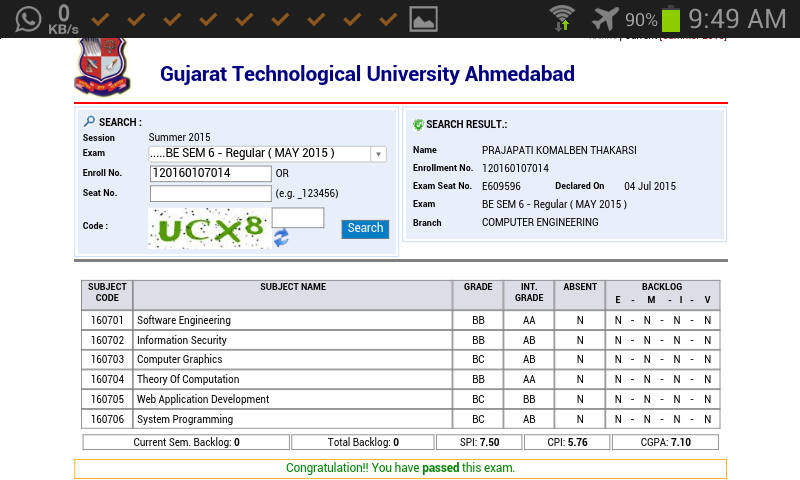 0
KB/s
90%
9:49 AM
Gujarat Technological University Ahmedabad
SEARCH :
Session Summer 2015
Exam .....BE SEM 6 - Regular ( MAY 2015 )
Enroll No. 120160107014 OR
Seat No. (e.g. _123456)
Code : UCX8
Search
SEARCH RESULT.:
Name PRAJAPATI KOMALBEN THAKARSI
Enrollment No. 120160107014
Exam Seat No. E609596 Declared On 04 Jul 2015
Exam BE SEM 6 - Regular ( MAY 2015 )
Branch COMPUTER ENGINEERING
SUBJECT CODE SUBJECT NAME GRADE INT. GRADE ABSENT BACKLOG
E - M - I - V
160701 Software Engineering BB AA N N - N - N - N
160702 Information Security BB AB N N - N - N - N
160703 Computer Graphics BC AB N N - N - N - N
160704 Theory Of Computation BB AA N N - N - N - N
160705 Web Application Development BC BB N N - N - N - N
160706 System Programming BC AB N N - N - N - N
Current Sem. Backlog: 0 Total Backlog: 0 SPI: 7.50 CPI: 5.76 CGPA: 7.10
Congratulation!! You have passed this exam.